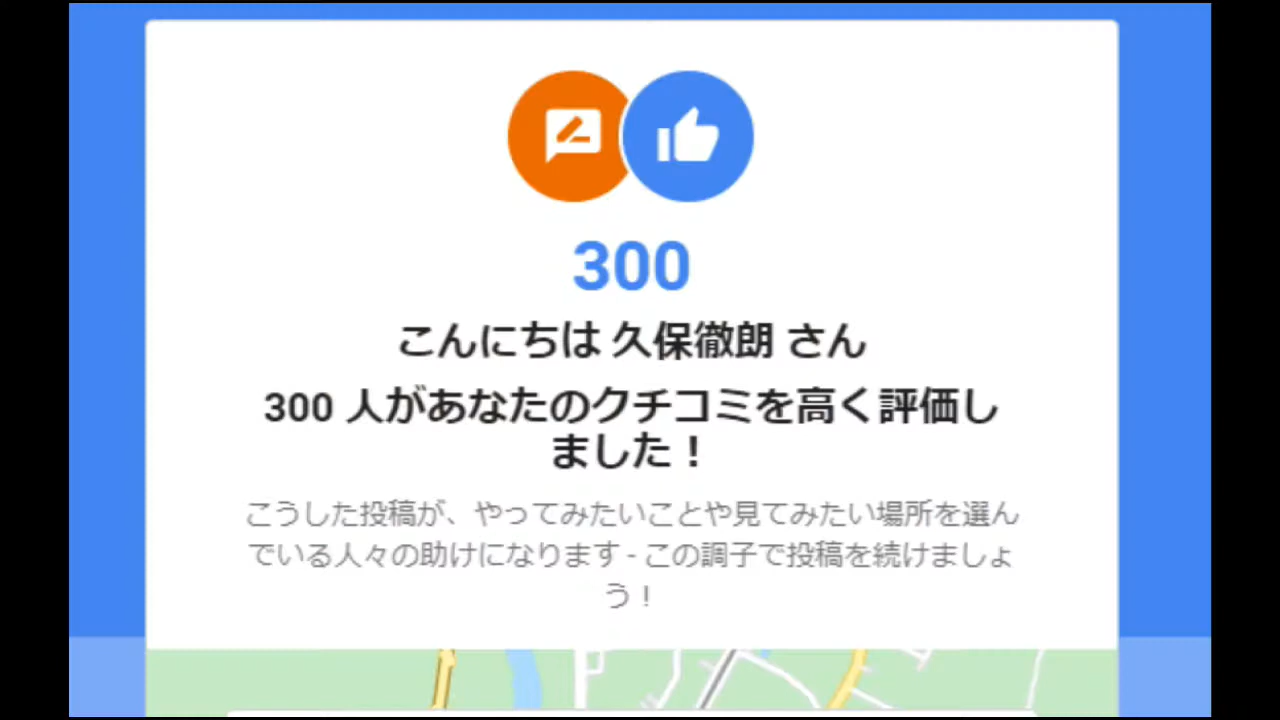 300
こんにちは 久保徹朗 さん
300 人があなたのクチコミを高く評価し
ました！
こうした投稿が、やってみたいことや見てみたい場所を選ん
でいる人々の助けになります - この調子で投稿を続けましょ
う！